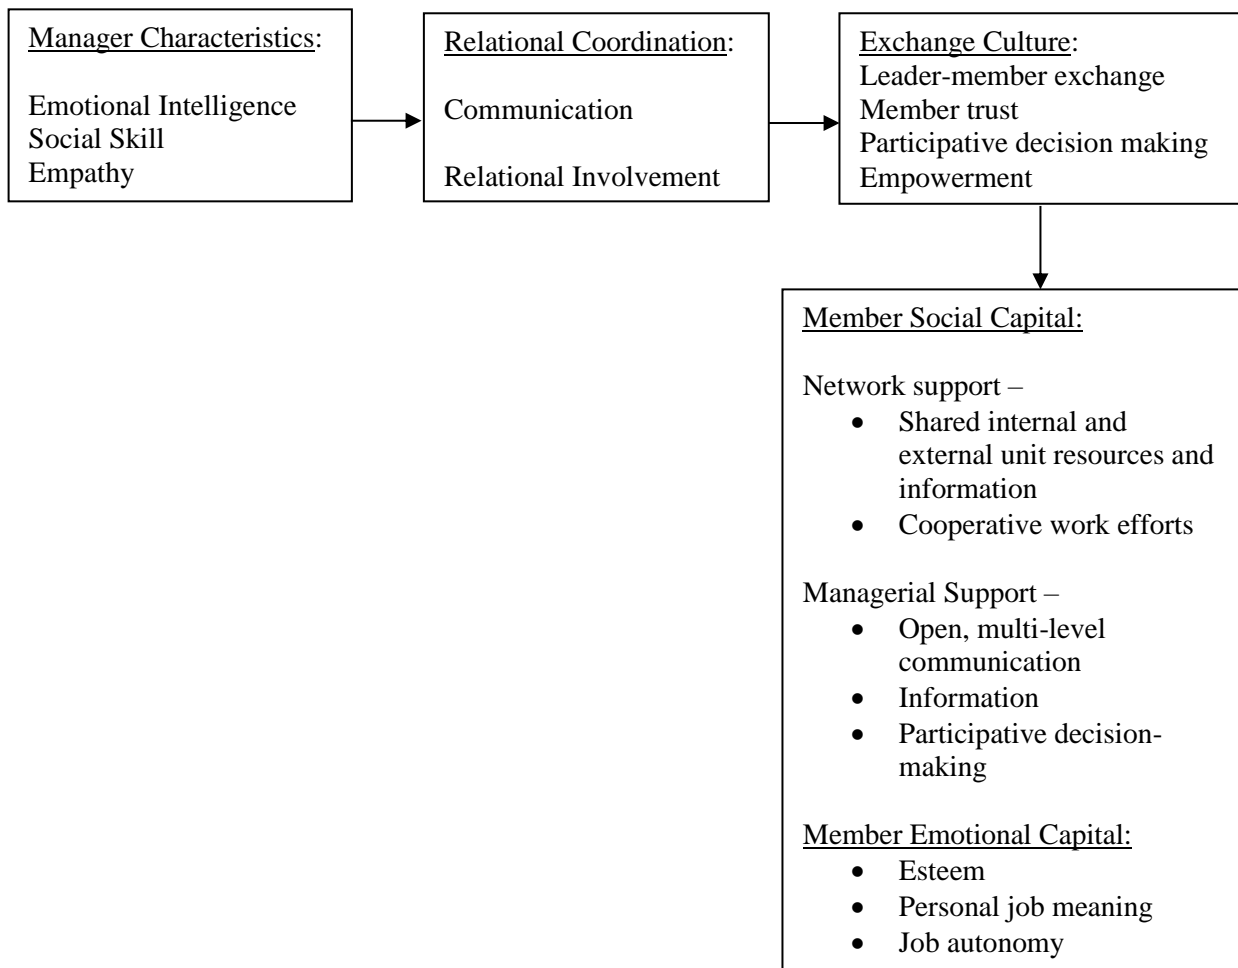 Manager Characteristics:
Emotional Intelligence
Social Skill
Empathy
Relational Coordination:
Communication
Relational Involvement
Exchange Culture:
Leader-member exchange
Member trust
Participative decision making
Empowerment
Member Social Capital:
Network support –
• Shared internal and
external unit resources and
information
• Cooperative work efforts
Managerial Support –
• Open, multi-level
communication
• Information
• Participative decision-
making
Member Emotional Capital:
• Esteem
• Personal job meaning
• Job autonomy